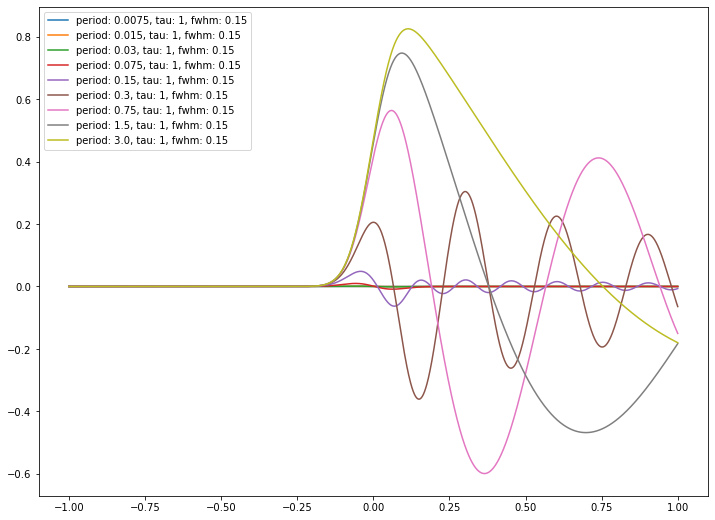 period: 0.0075, tau: 1, fwhm: 0.15
period: 0.015, tau: 1, fwhm: 0.15
period: 0.03, tau: 1, fwhm: 0.15
period: 0.075, tau: 1, fwhm: 0.15
period: 0.15, tau: 1, fwhm: 0.15
period: 0.3, tau: 1, fwhm: 0.15
period: 0.75, tau: 1, fwhm: 0.15
period: 1.5, tau: 1, fwhm: 0.15
period: 3.0, tau: 1, fwhm: 0.15
0.8
0.6
0.4
0.2
0.0
−0.2
−0.4
−0.6
−1.00 −0.75 −0.50 −0.25 0.00 0.25 0.50 0.75 1.00